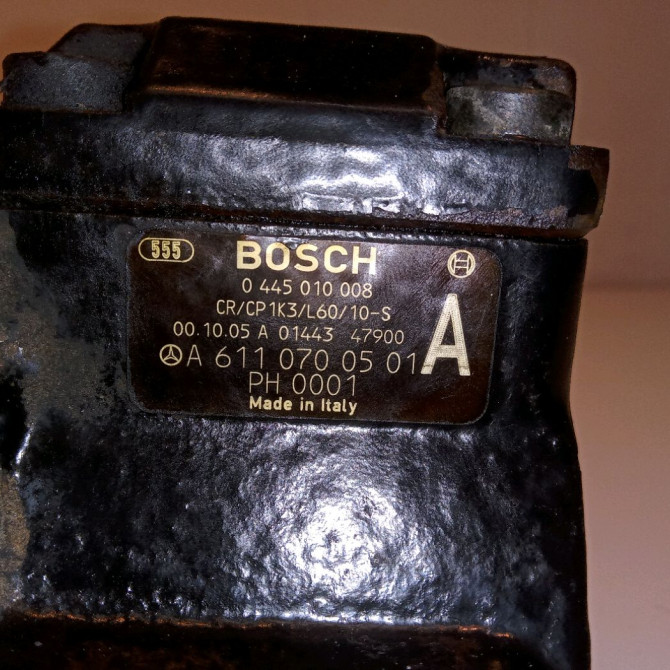 555 BOSCH
0 445 010 008
CR/CP1K3/L60/10-S
00.10.05 A 01443 47900
A 611 070 05 01 A
PH 0001
Made in Italy